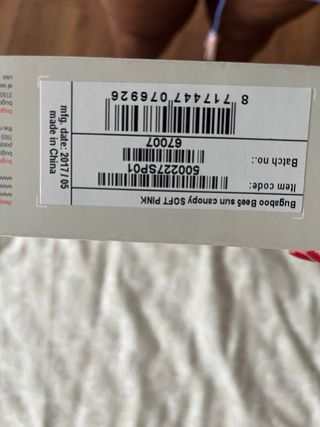 Bugaboo Bee5 sun canopy SOFT PINK
Item code:
500227SP01
Batch no.:
67007
8 717447 076926
mfg. date: 2017 / 05
made in China